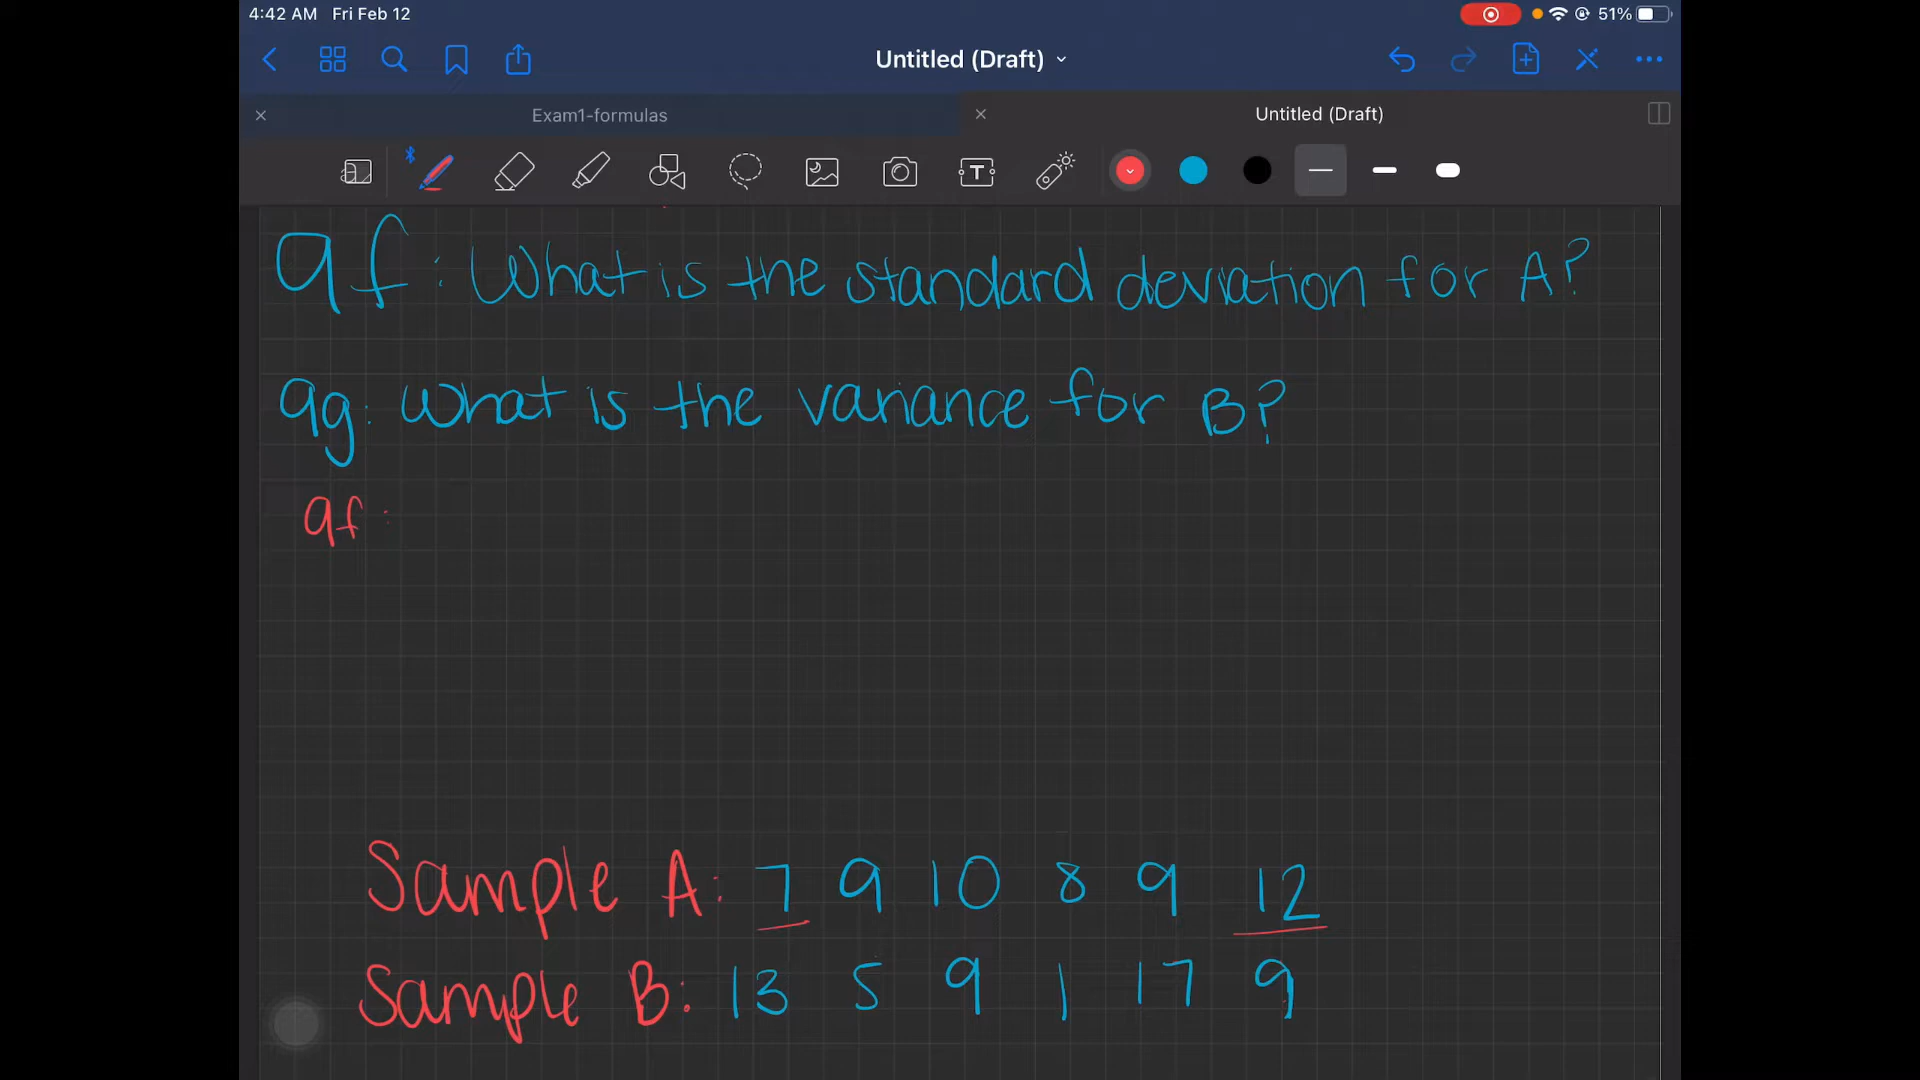 4:42 AM Fri Feb 12 51%
Untitled (Draft)
Exam1-formulas Untitled (Draft)
T
9f: What is the standard deviation for A?
9g: What is the variance for B?
9f:
Sample A: 7 9 10 8 9 12
Sample B: 13 5 9 1 17 9